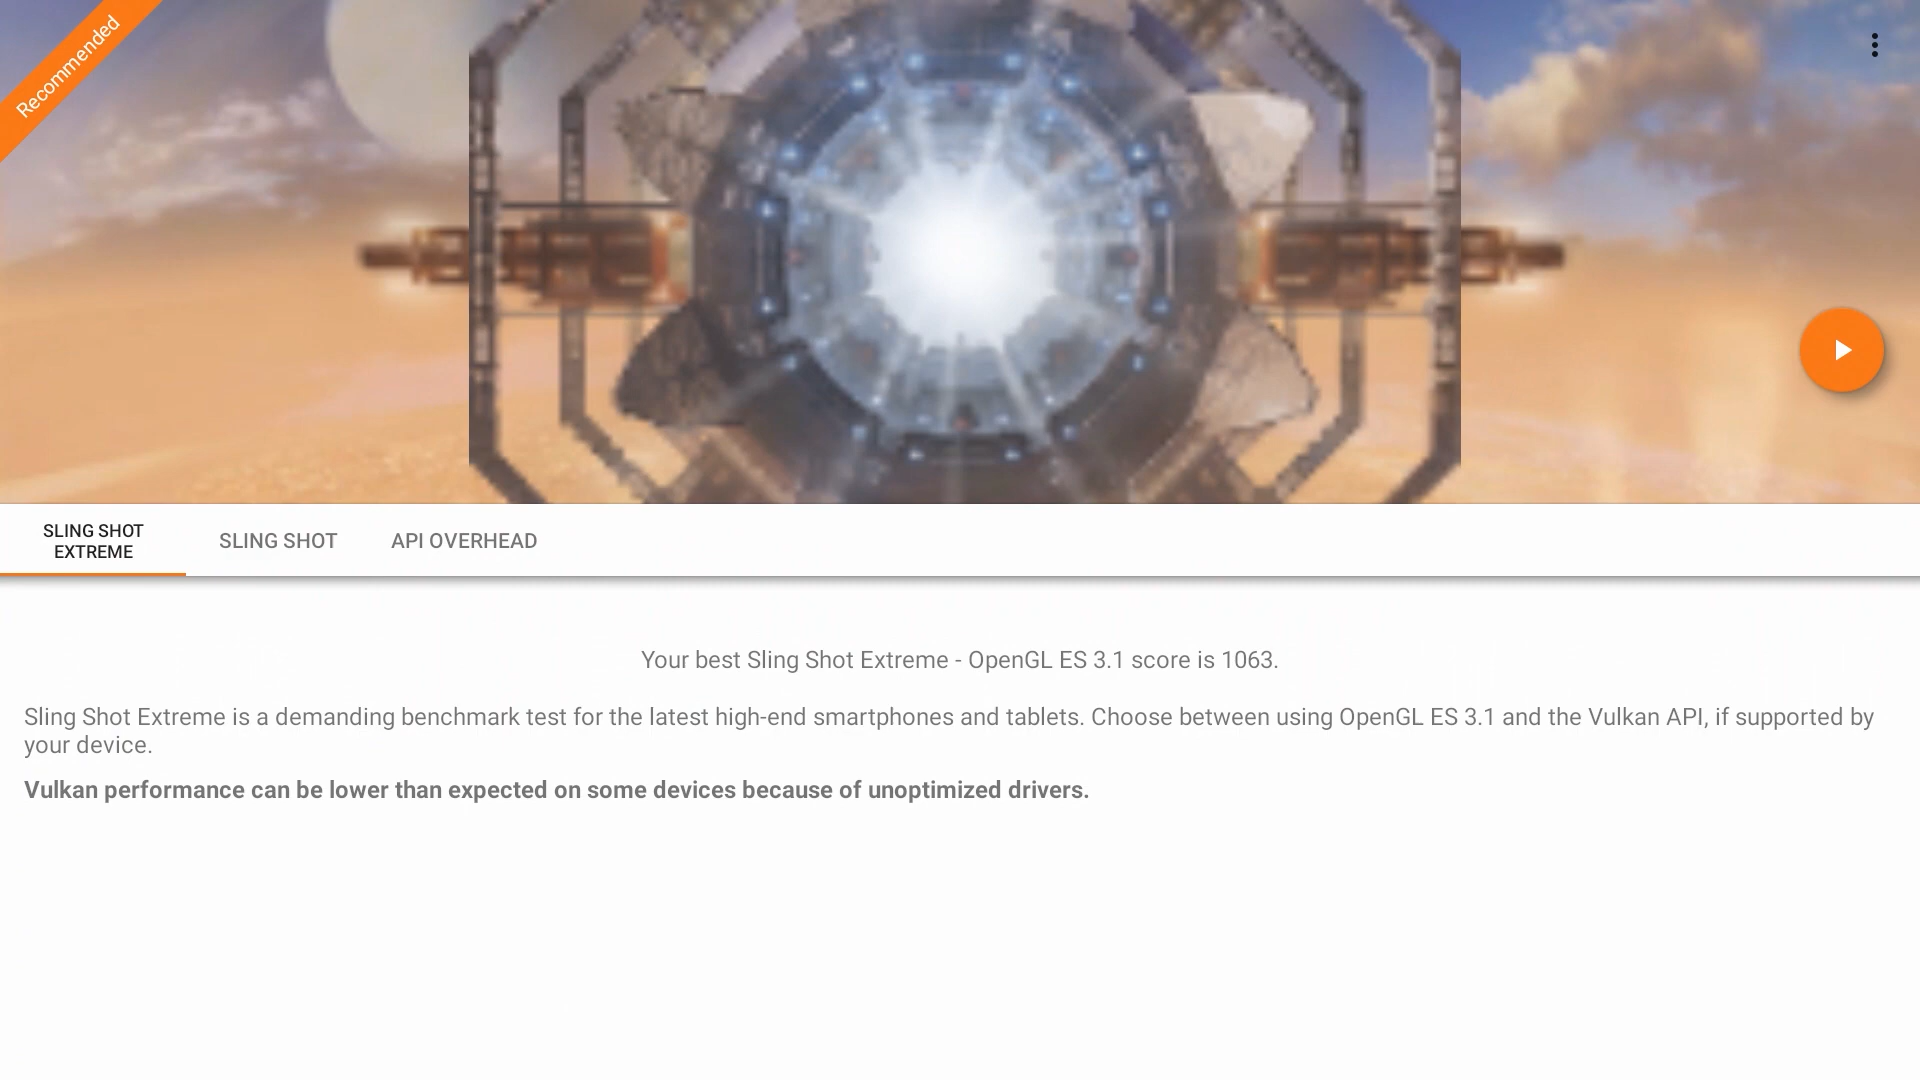 Recommended
SLING SHOT
EXTREME
SLING SHOT
API OVERHEAD
Your best Sling Shot Extreme - OpenGL ES 3.1 score is 1063.
Sling Shot Extreme is a demanding benchmark test for the latest high-end smartphones and tablets. Choose between using OpenGL ES 3.1 and the Vulkan API, if supported by
your device.
Vulkan performance can be lower than expected on some devices because of unoptimized drivers.